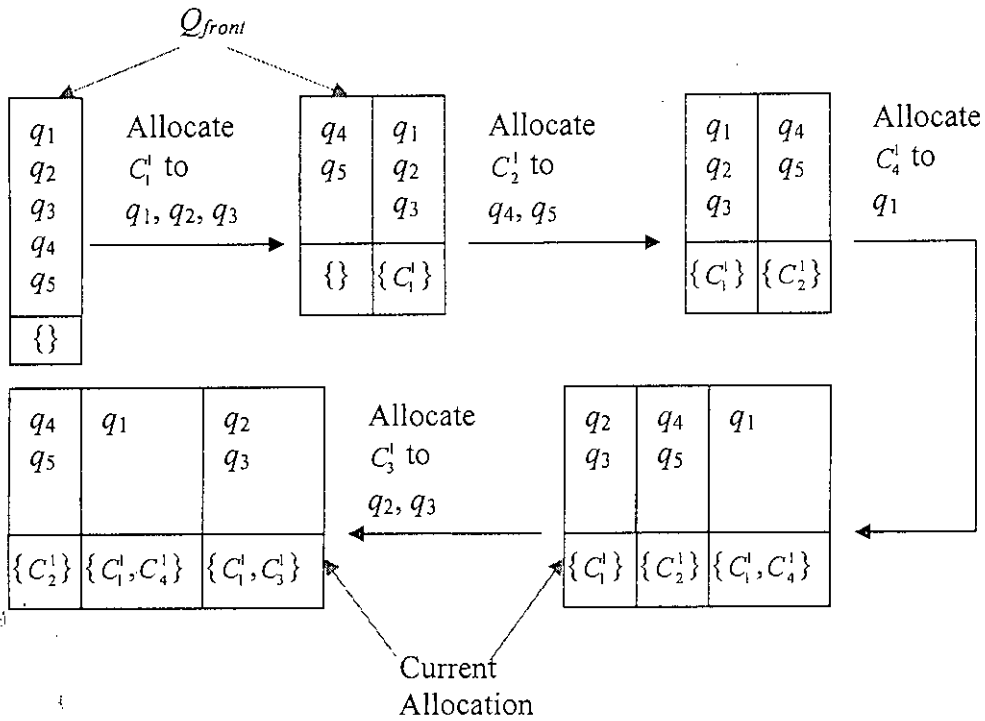 Q_front
q1
q2
q3
q4
q5
{}
Allocate
C_1^1 to
q1, q2, q3
q4 q1
q5 q2
q3
{} {C_1^1}
Allocate
C_2^1 to
q4, q5
q1 q4
q2 q5
q3
{C_1^1} {C_2^1}
Allocate
C_4^1 to
q1
q2 q4 q1
q3 q5
{C_1^1} {C_2^1} {C_1^1, C_4^1}
Allocate
C_3^1 to
q2, q3
q4 q1 q2
q5 q3
{C_2^1} {C_1^1, C_4^1} {C_1^1, C_3^1}
Current
Allocation